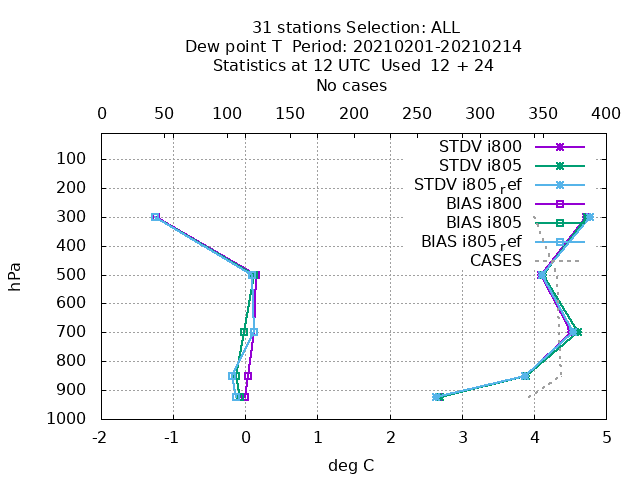 31 stations Selection: ALL
Dew point T  Period: 20210201-20210214
Statistics at 12 UTC  Used  12 + 24
No cases
0 50 100 150 200 250 300 350 400
STDV i800
STDV i805
STDV i805ref
BIAS i800
BIAS i805
BIAS i805ref
CASES
hPa
100
200
300
400
500
600
700
800
900
1000
-2 -1 0 1 2 3 4 5
deg C